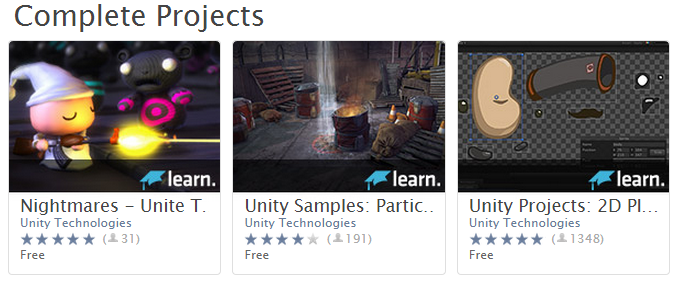 Complete Projects
learn.
learn.
learn.
Nightmares - Unite T..
Unity Samples: Partic..
Unity Projects: 2D Pl...
Unity Technologies
Unity Technologies
Unity Technologies
(31)
(191)
(1348)
Free
Free
Free